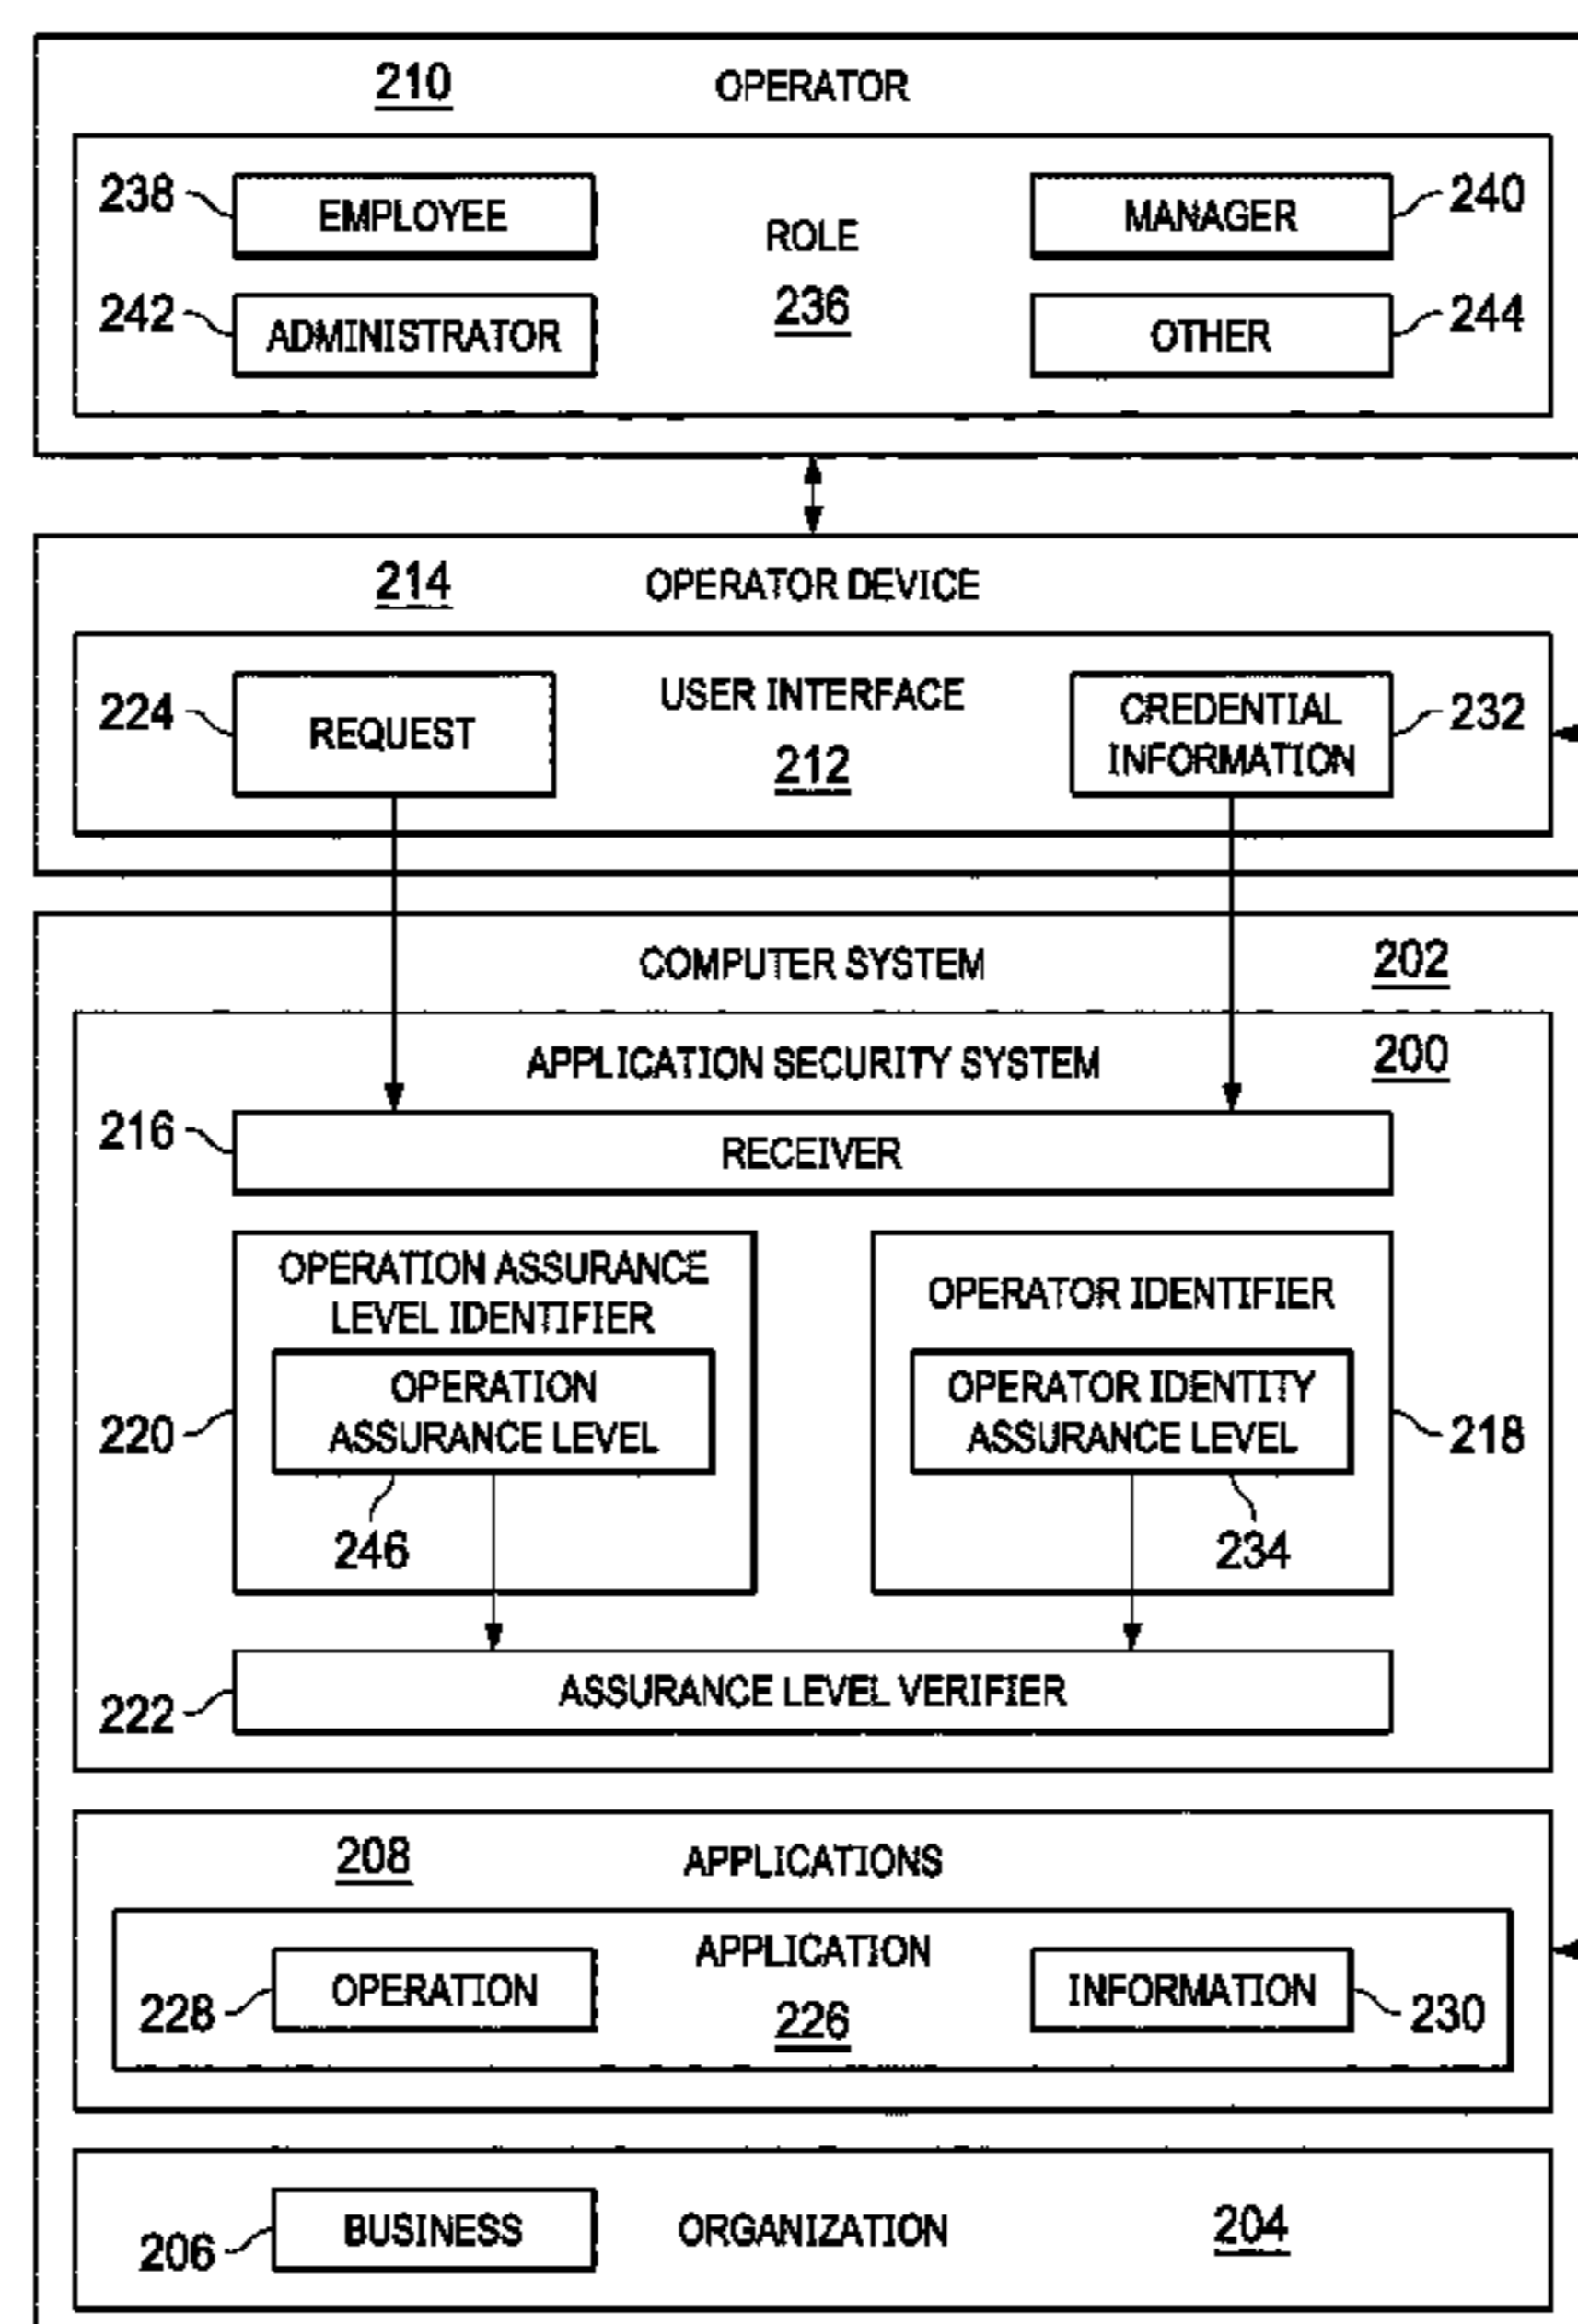 210 OPERATOR
238 EMPLOYEE
MANAGER 240
ROLE
236
242 ADMINISTRATOR
OTHER 244
214 OPERATOR DEVICE
224 REQUEST
USER INTERFACE
212
CREDENTIAL
INFORMATION
232
COMPUTER SYSTEM 202
APPLICATION SECURITY SYSTEM 200
216 RECEIVER
OPERATION ASSURANCE
LEVEL IDENTIFIER
OPERATION
ASSURANCE LEVEL
220
246
OPERATOR IDENTIFIER
OPERATOR IDENTITY
ASSURANCE LEVEL
218
234
222 ASSURANCE LEVEL VERIFIER
208 APPLICATIONS
APPLICATION
226
228 OPERATION
INFORMATION 230
206 BUSINESS ORGANIZATION 204